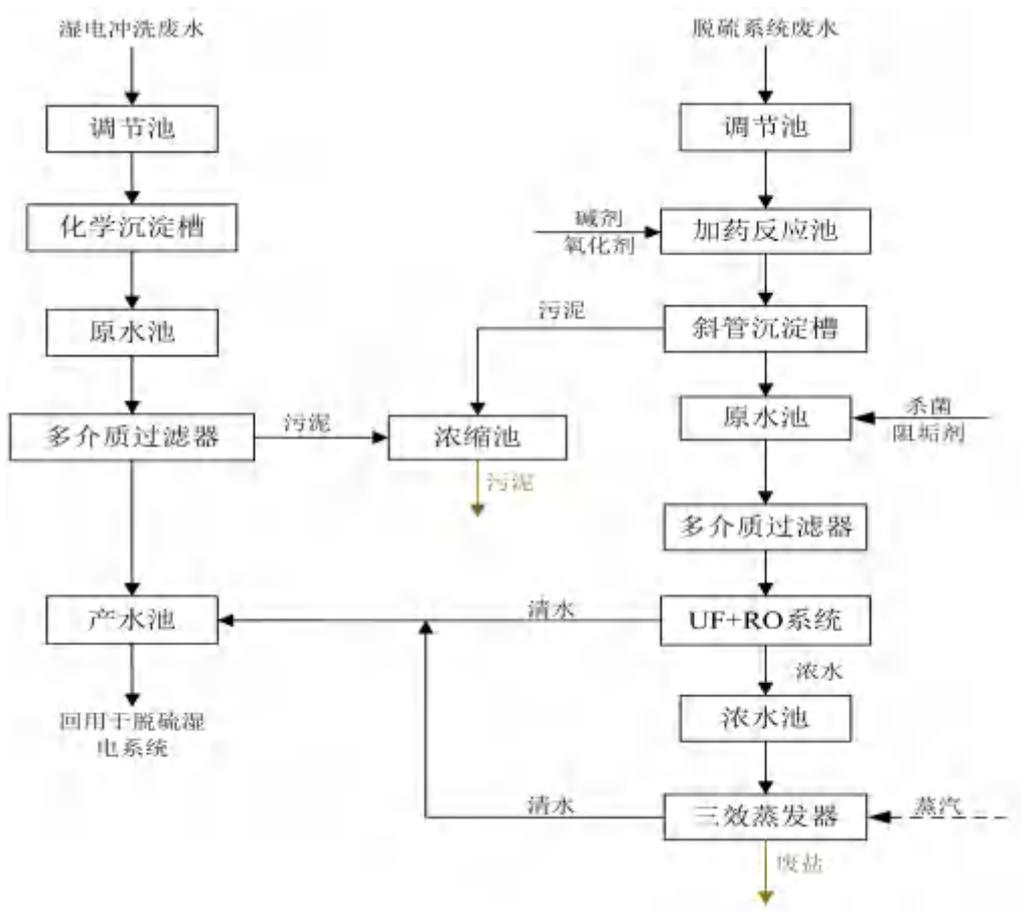 湿电冲洗废水
脱硫系统废水
调节池
调节池
化学沉淀槽
碱剂
氧化剂
加药反应池
原水池
污泥
斜管沉淀槽
多介质过滤器
污泥
浓缩池
原水池
杀菌
阻垢剂
污泥
多介质过滤器
产水池
清水
UF+RO系统
浓水
回用于脱硫湿
电系统
浓水池
清水
三效蒸发器
蒸汽
废盐